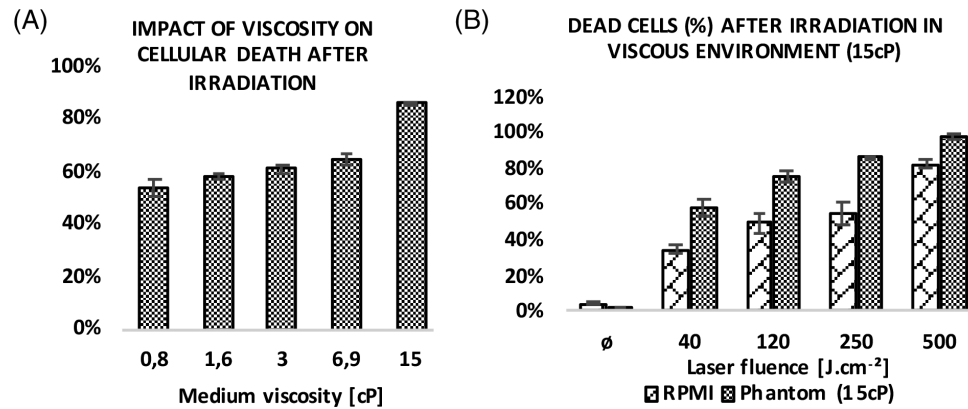 (A)
IMPACT OF VISCOSITY ON
CELLULAR DEATH AFTER
IRRADIATION
100%
80%
60%
40%
20%
0%
0,8 1,6 3 6,9 15
Medium viscosity [cP]
(B)
DEAD CELLS (%) AFTER IRRADIATION IN
VISCOUS ENVIRONMENT (15cP)
120%
100%
80%
60%
40%
20%
0%
ø 40 120 250 500
Laser fluence [J.cm-²]
RPMI Phantom (15cP)